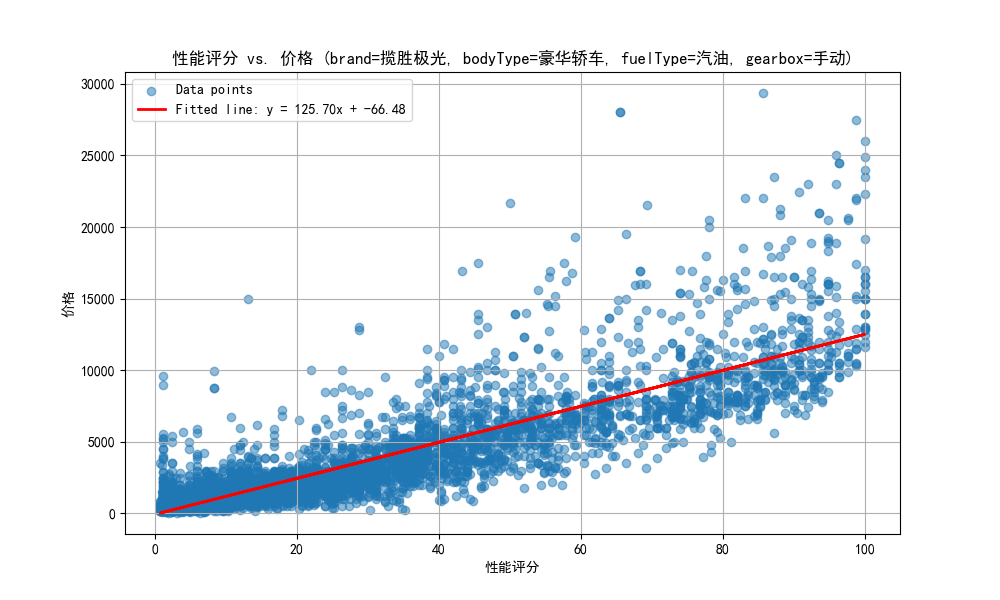 性能评分 vs. 价格 (brand=揽胜极光, bodyType=豪华轿车, fuelType=汽油, gearbox=手动)
Data points
Fitted line: y = 125.70x + -66.48
30000
25000
20000
15000
10000
5000
0
价格
0 20 40 60 80 100
性能评分